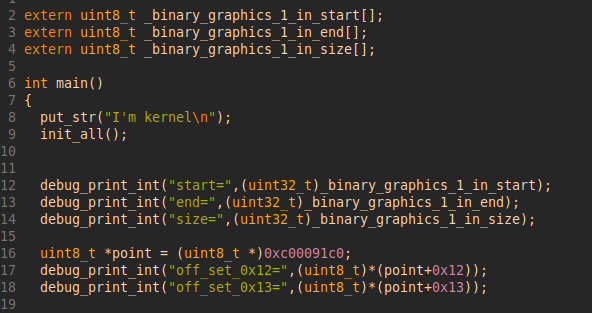 1
2 extern uint8_t _binary_graphics_1_in_start[];
3 extern uint8_t _binary_graphics_1_in_end[];
4 extern uint8_t _binary_graphics_1_in_size[];
5
6 int main()
7 {
8   put_str("I'm kernel\n");
9   init_all();
10
11
12   debug_print_int("start=",(uint32_t)_binary_graphics_1_in_start);
13   debug_print_int("end=",(uint32_t)_binary_graphics_1_in_end);
14   debug_print_int("size=",(uint32_t)_binary_graphics_1_in_size);
15
16   uint8_t *point = (uint8_t *)0xc00091c0;
17   debug_print_int("off_set_0x12=",(uint8_t)*(point+0x12));
18   debug_print_int("off_set_0x13=",(uint8_t)*(point+0x13));
19